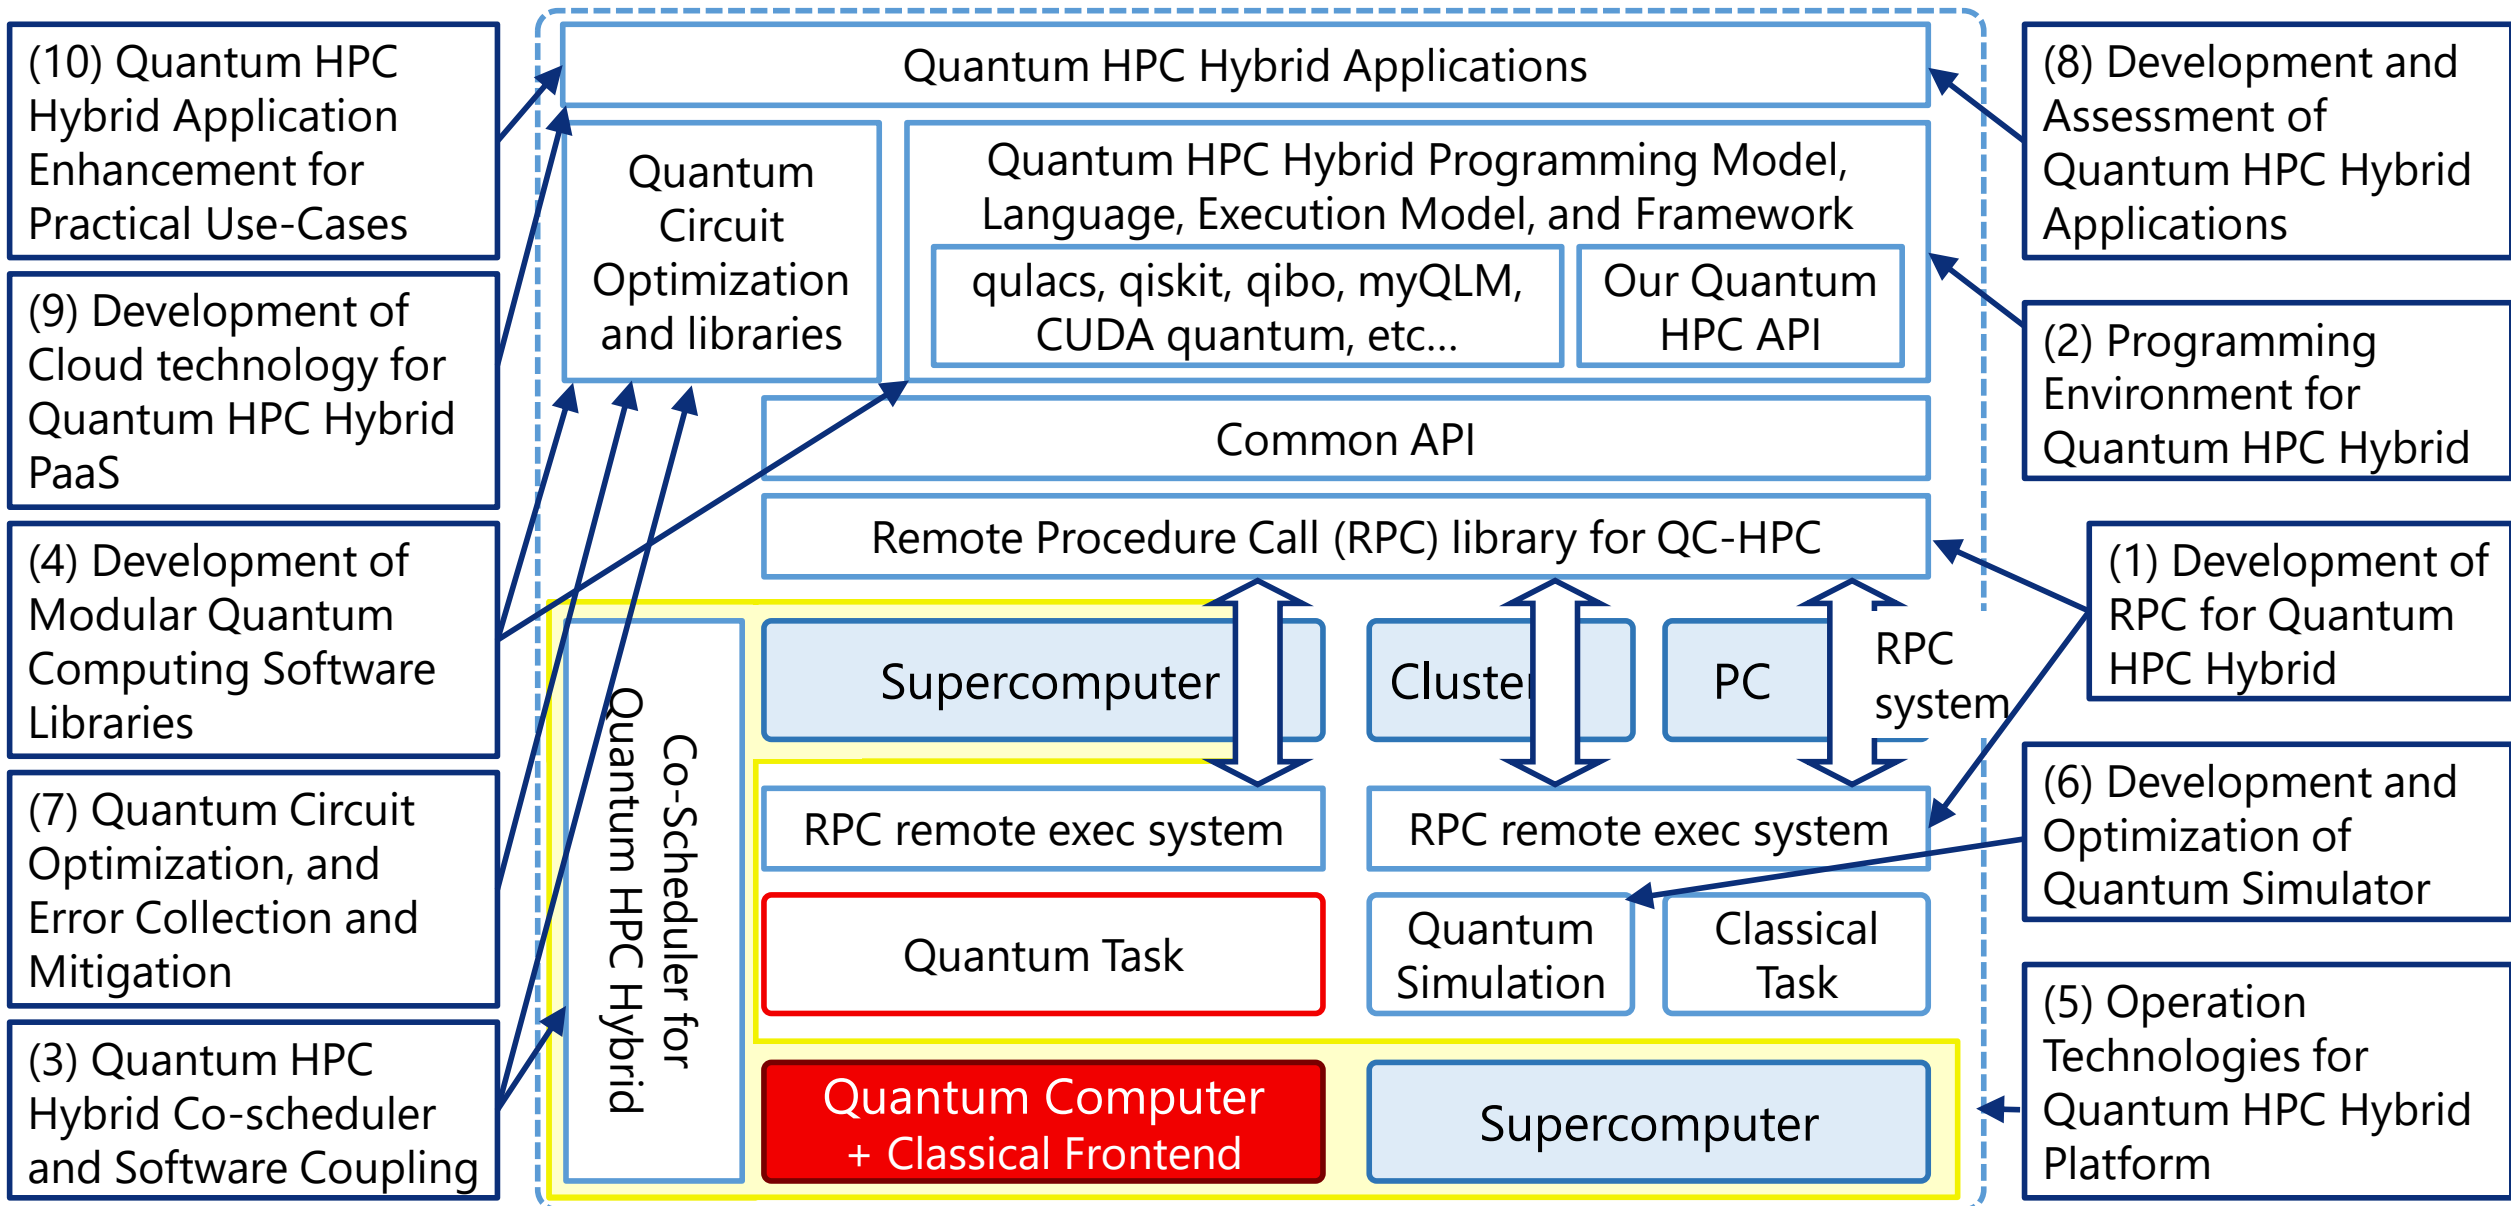 (10) Quantum HPC
Hybrid Application
Enhancement for
Practical Use-Cases
(9) Development of
Cloud technology for
Quantum HPC Hybrid
PaaS
(4) Development of
Modular Quantum
Computing Software
Libraries
(7) Quantum Circuit
Optimization, and
Error Collection and
Mitigation
(3) Quantum HPC
Hybrid Co-scheduler
and Software Coupling
Quantum HPC Hybrid Applications
Quantum
Circuit
Optimization
and libraries
Quantum HPC Hybrid Programming Model,
Language, Execution Model, and Framework
qulacs, qiskit, qibo, myQLM,
CUDA quantum, etc...
Our Quantum
HPC API
Common API
Remote Procedure Call (RPC) library for QC-HPC
Co-Scheduler for
Quantum HPC Hybrid
Supercomputer
Cluster
PC
RPC
system
RPC remote exec system
RPC remote exec system
Quantum Task
Quantum
Simulation
Classical
Task
Quantum Computer
+ Classical Frontend
Supercomputer
(8) Development and
Assessment of
Quantum HPC Hybrid
Applications
(2) Programming
Environment for
Quantum HPC Hybrid
(1) Development of
RPC for Quantum
HPC Hybrid
(6) Development and
Optimization of
Quantum Simulator
(5) Operation
Technologies for
Quantum HPC Hybrid
Platform